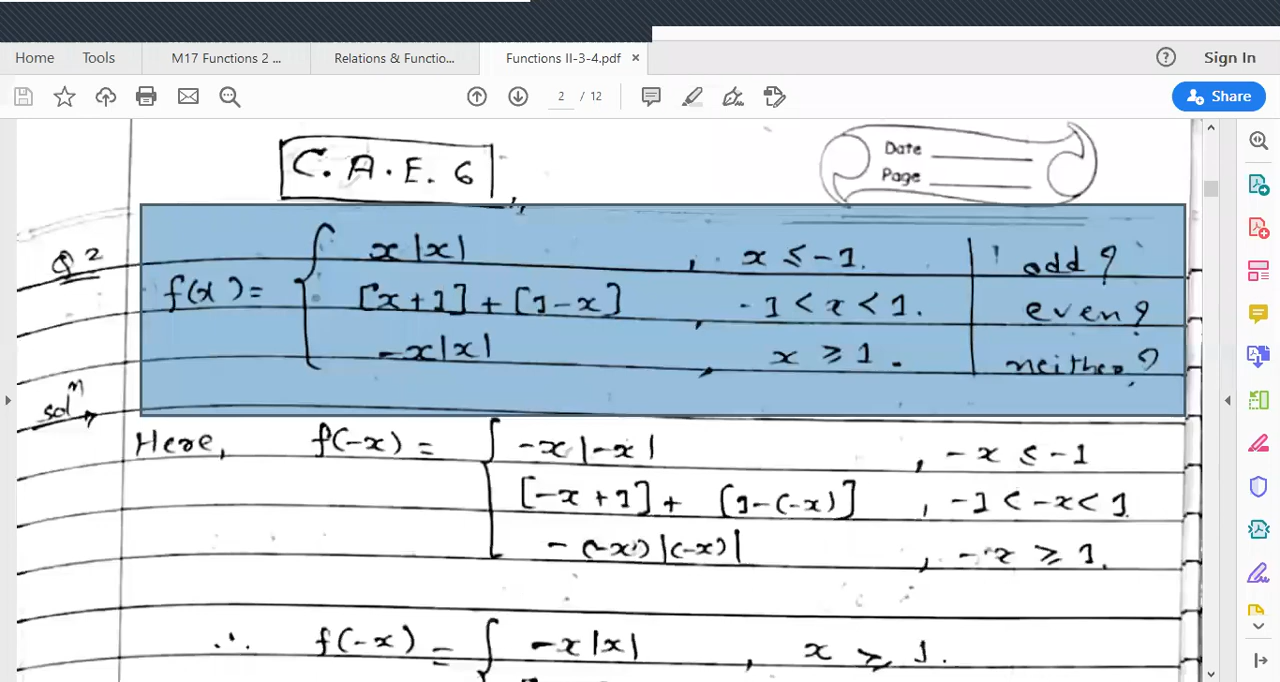 Home Tools M17 Functions 2 ... Relations & Functio... Functions II-3-4.pdf × Sign In
2 / 12 Share
C. A. E. 6
Date
Page
Q 2 f(x) = { x|x| , x ≤ -1. | odd ?
[x+1] + [1-x] , -1 < x < 1. | even ?
-x|x| , x ≥ 1. | neither ?
solⁿ →
Here, f(-x) = { -x|-x| , -x ≤ -1
[-x+1] + [1-(-x)] , -1 < -x < 1.
-(-x)|(-x)| , -x ≥ 1.
∴ f(-x) = { -x|x| , x ≥ 1.